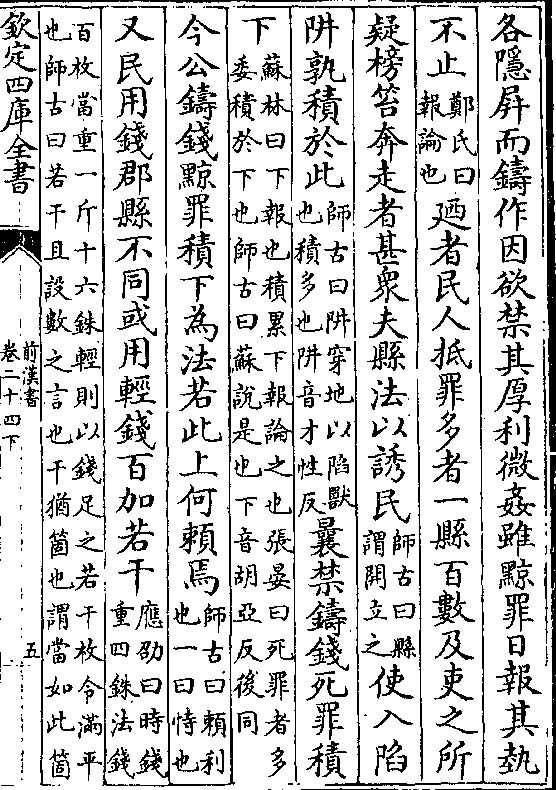 各隱屏而鑄作因欲禁其厚利微姦雖黥罪日報其埶
不止鄭氏曰報論也廼者民人抵罪多者一縣百數及吏之所
疑榜笞奔走者甚衆夫縣法以誘民師古曰縣謂開立之使入陷
阱孰積於此師古曰阱穿地以陷獸也積多也阱音才性反曩禁鑄錢死罪積
下蘇林曰下報也積累下報論之也張晏曰死罪者多委積於下也師古曰蘇說是也下音胡亞反後同
今公鑄錢黥罪積下為法若此上何賴焉師古曰賴利也一曰恃也
又民用錢郡縣不同或用輕錢百加若干應劭曰時錢重四銖法錢
百枚當重一斤十六銖輕則以錢足之若干枚令滿平也師古曰若干且設數之言也干猶箇也謂當如此箇
欽定四庫全書
前漢書
卷二十四下
五